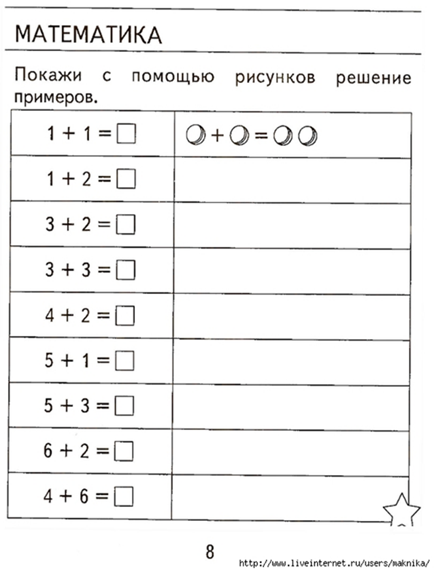 МАТЕМАТИКА
Покажи с помощью рисунков решение
примеров.
1 + 1 = □
1 + 2 = □
3 + 2 = □
3 + 3 = □
4 + 2 = □
5 + 1 = □
5 + 3 = □
6 + 2 = □
4 + 6 = □
8
http://www.liveinternet.ru/users/maknika/